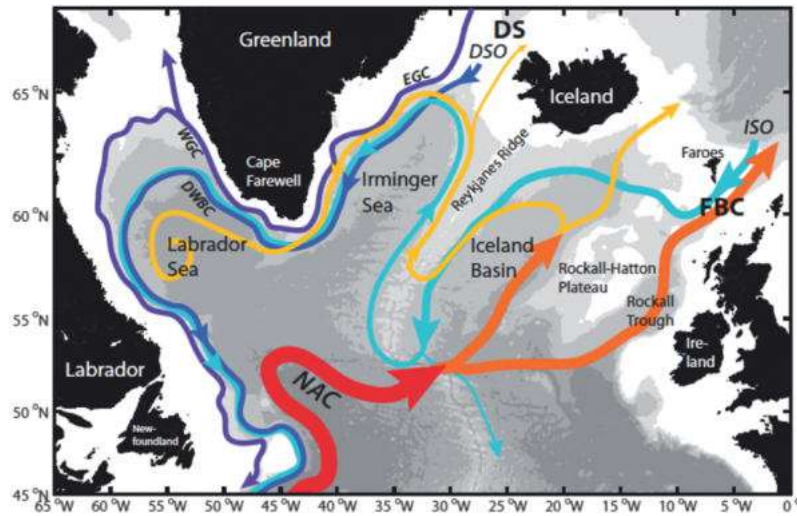 Greenland
DS
DSO
EGC
Iceland
65°N
ISO
WGC
Cape
Farewell
Irminger
Sea
Reykjanes Ridge
Faroes
DWBC
FBC
60°N
Labrador
Sea
Iceland
Basin
Rockall-Hatton
Plateau
Rockall
Trough
55°N
Ire-
land
Labrador
NAC
50°N
New-
foundland
45°N
65°W
60°W
55°W
50°W
45°W
40°W
35°W
30°W
25°W
20°W
15°W
10°W
5°W
0°